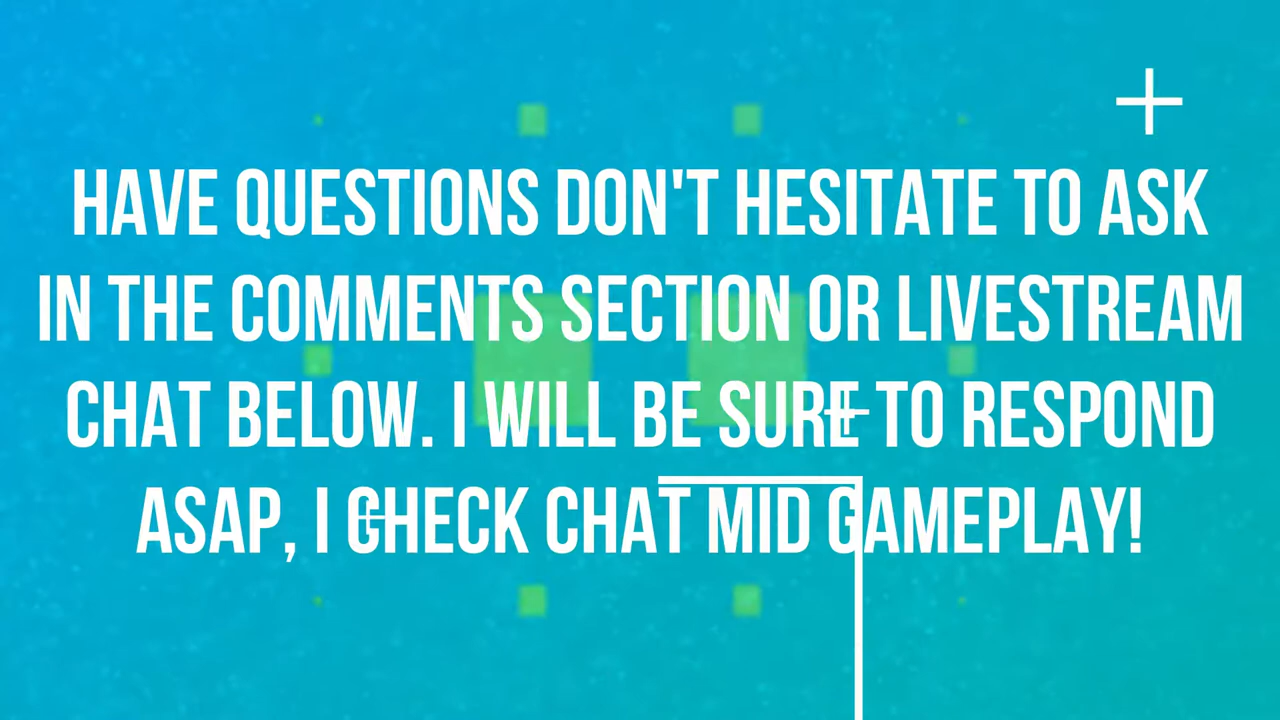 HAVE QUESTIONS DON'T HESITATE TO ASK
IN THE COMMENTS SECTION OR LIVESTREAM
CHAT BELOW. I WILL BE SURE TO RESPOND
ASAP, I CHECK CHAT MID GAMEPLAY!